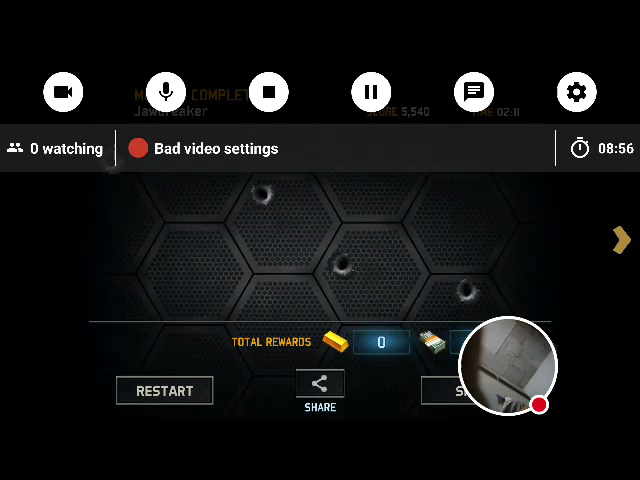 COMPLET
Jawbreaker
SCORE 5,540
TIME 02:11
0 watching
Bad video settings
08:56
TOTAL REWARDS
0
RESTART
SHARE